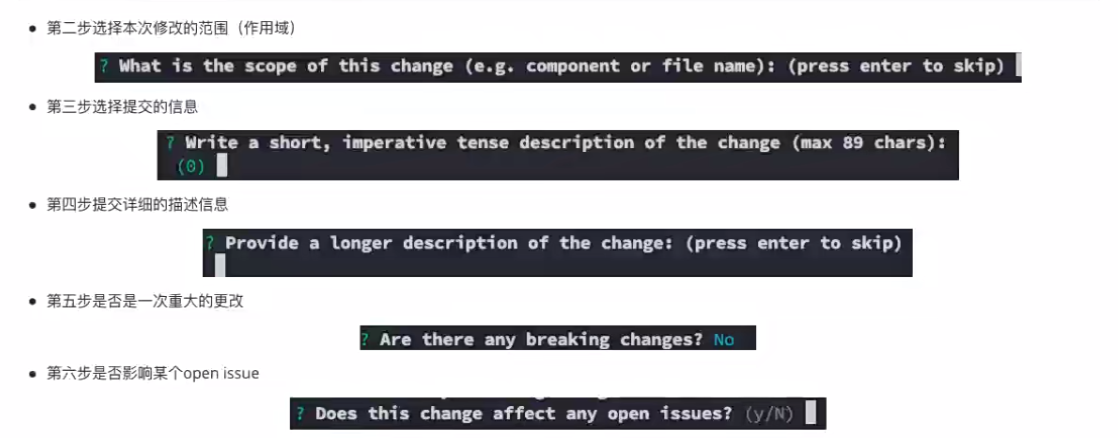 第二步选择本次修改的范围（作用域）
? What is the scope of this change (e.g. component or file name): (press enter to skip)
第三步选择提交的信息
? Write a short, imperative tense description of the change (max 89 chars):
(0)
第四步提交详细的描述信息
? Provide a longer description of the change: (press enter to skip)
第五步是否是一次重大的更改
? Are there any breaking changes? No
第六步是否影响某个open issue
? Does this change affect any open issues? (y/N)